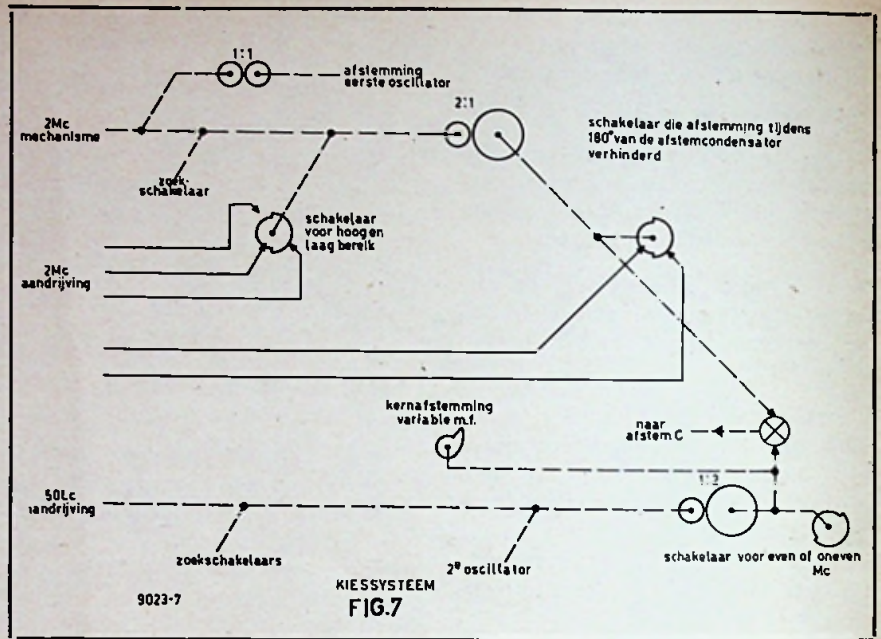 1:1
afstemming
eerste oscillator
2:1
schakelaar die afstemming tijdens
180° van de afstemcondensator
verhinderd
2Mc
mechanisme
zoek-
schakelaar
schakelaar
voor hoog en
laag bereik
2Mc
aandrijving
kernafstemming
variable m.f.
naar
afstem C
1:2
50Lc
aandrijving
zoekschakelaars
2e oscillator
schakelaar voor even of oneven
Mc
9023-7
KIESSYSTEEM
FIG.7